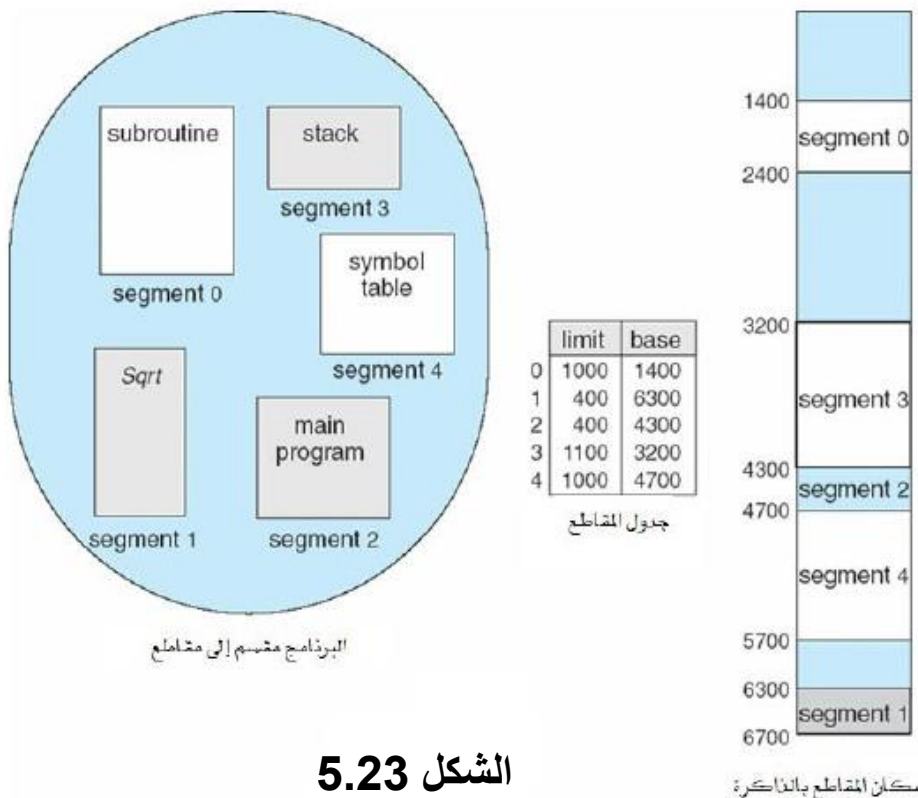 subroutine
segment 0
stack
segment 3
symbol
table
segment 4
Sqrt
segment 1
main
program
segment 2
البرنامج مقسم إلى مقاطع
limit base
0 1000 1400
1 400 6300
2 400 4300
3 1100 3200
4 1000 4700
جدول المقاطع
1400
segment 0
2400
3200
segment 3
4300
segment 2
4700
segment 4
5700
6300
segment 1
6700
مكان المقاطع بالذاكرة
الشكل 5.23